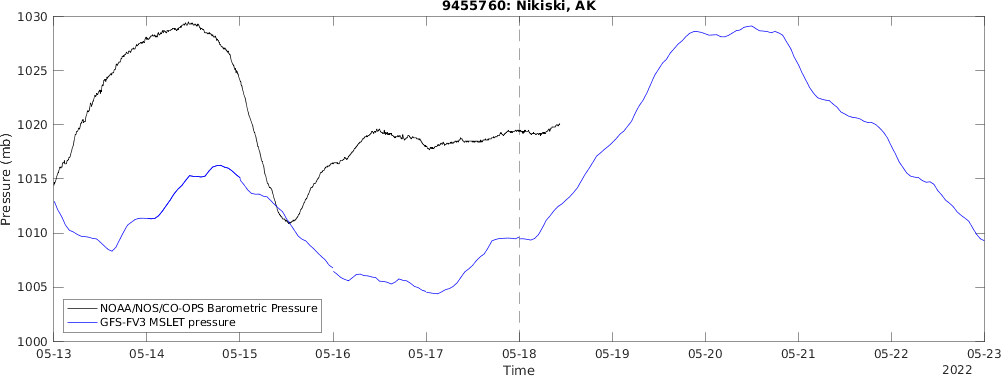 9455760: Nikiski, AK
Pressure (mb)
1030
1025
1020
1015
1010
1005
1000
NOAA/NOS/CO-OPS Barometric Pressure
GFS-FV3 MSLET pressure
05-13 05-14 05-15 05-16 05-17 05-18 05-19 05-20 05-21 05-22 05-23
Time
2022